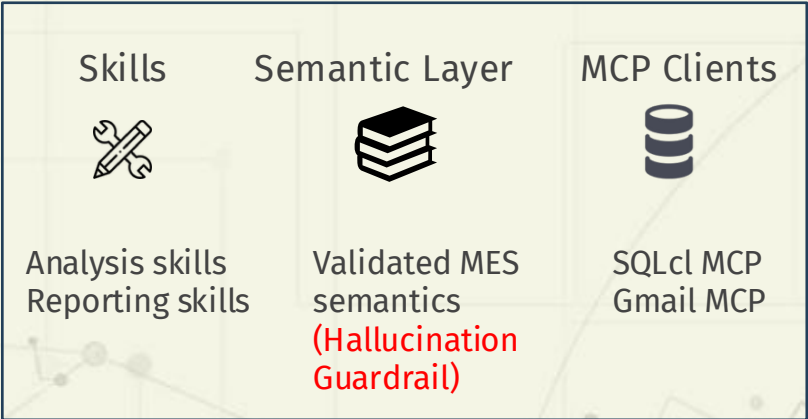 Skills
Semantic Layer
MCP Clients
Analysis skills
Reporting skills
Validated MES
semantics
(Hallucination
Guardrail)
SQLcl MCP
Gmail MCP